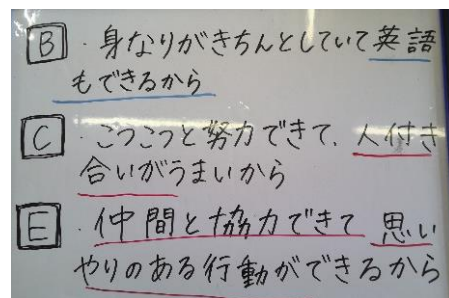 B ・身なりがきちんとしていて英語
もできるから
C ・こつこつと努力できて、人付き
合いがうまいから
E ・仲間と協力できて 思い
やりのある行動ができるから